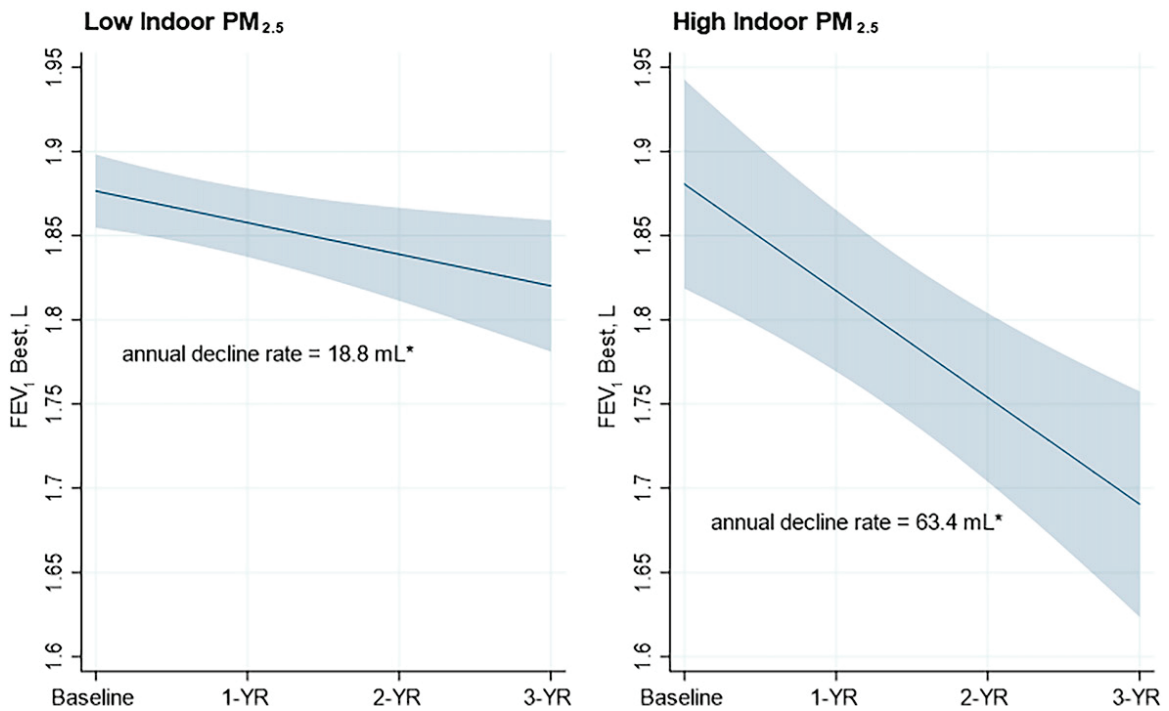 Low Indoor PM2.5
FEV1 Best, L
1.95
1.9
1.85
1.8
1.75
1.7
1.65
1.6
annual decline rate = 18.8 mL*
Baseline 1-YR 2-YR 3-YR
High Indoor PM2.5
FEV1 Best, L
1.95
1.9
1.85
1.8
1.75
1.7
1.65
1.6
annual decline rate = 63.4 mL*
Baseline 1-YR 2-YR 3-YR